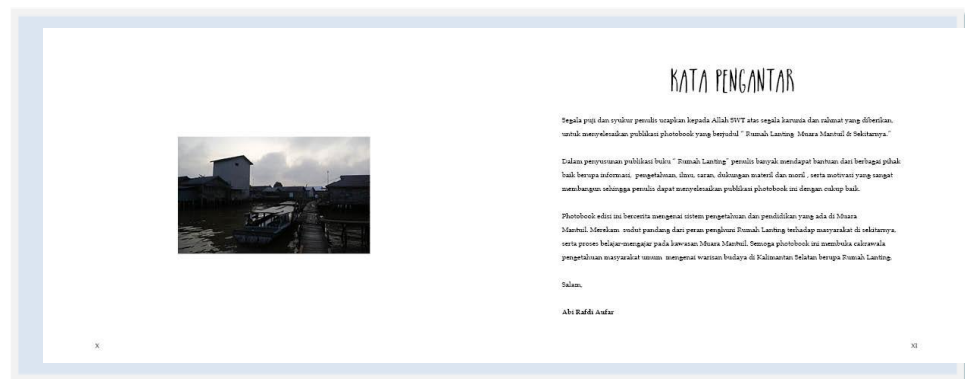 KATA PENGANTAR
Segala puji dan syukur penulis ucapkan kepada Allah SWT atas segala karunia dan rahmat yang diberikan,
untuk menyelesaikan publikasi photobook yang berjudul " Rumah Lanting Muara Mantuil & Sekitarnya."
Dalam penyusunan publikasi buku " Rumah Lanting" penulis banyak mendapat bantuan dari berbagai pihak
baik berupa informasi, pengetahuan, ilmu, saran, dukungan materil dan moril , serta motivasi yang sangat
membangun sehingga penulis dapat menyelesaikan publikasi photobook ini dengan cukup baik.
Photobook edisi ini bercerita mengenai sistem pengetahuan dan pendidikan yang ada di Muara
Mantuil. Merekam sudut pandang dari peran penghuni Rumah Lanting terhadap masyarakat di sekitarnya,
serta proses belajar-mengajar pada kawasan Muara Mantuil. Semoga photobook ini membuka cakrawala
pengetahuan masyarakat umum mengenai warisan budaya di Kalimantan Selatan berupa Rumah Lanting.
Salam,
Abi Rafdi Aufar
X
XI